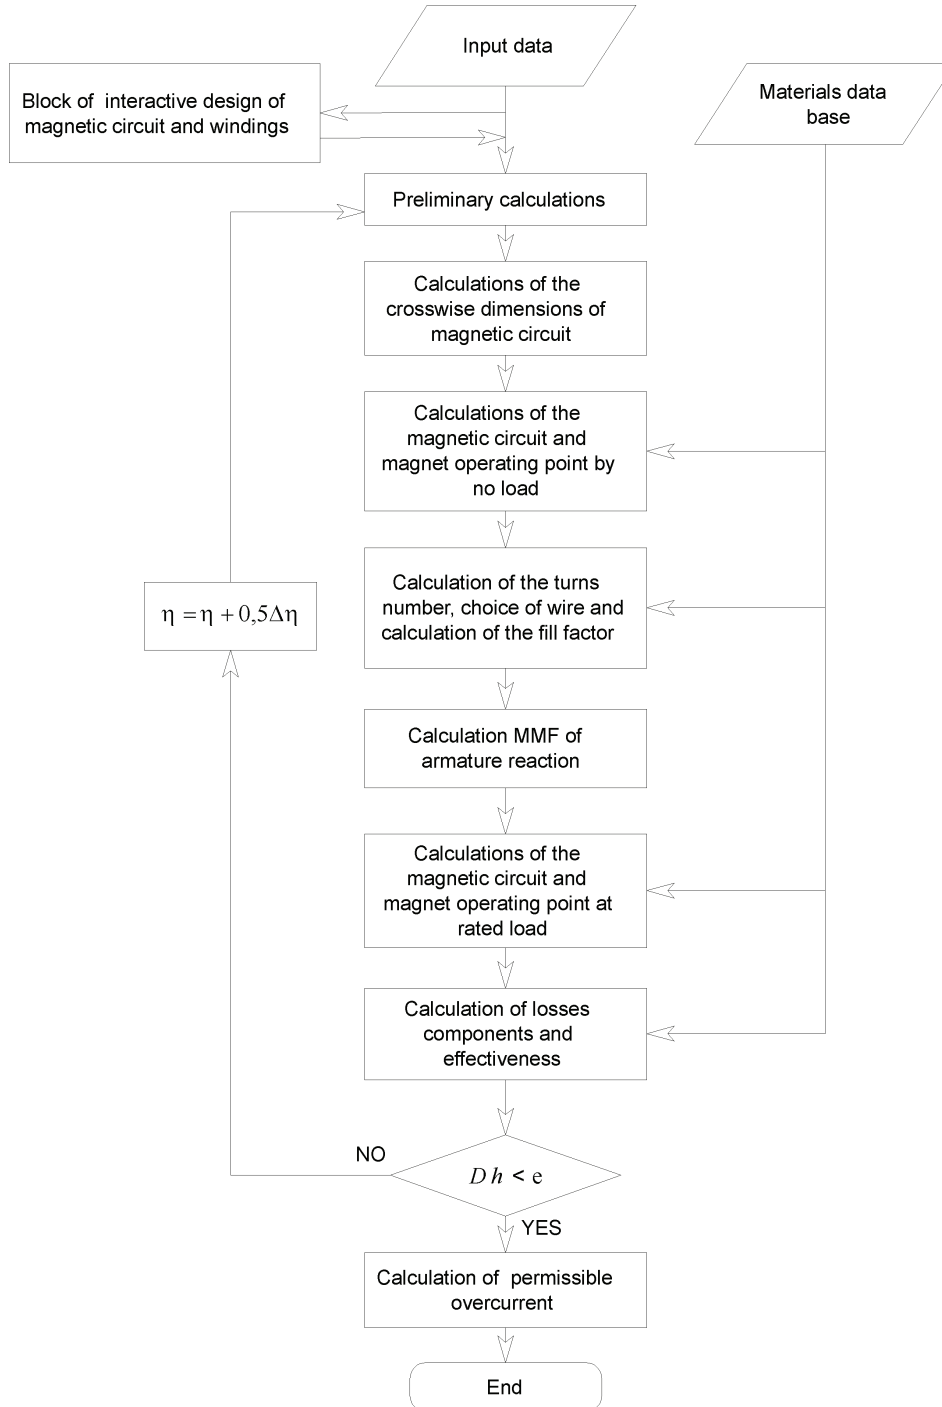 Input data
Block of interactive design of
magnetic circuit and windings
Materials data
base
Preliminary calculations
Calculations of the
crosswise dimensions of
magnetic circuit
Calculations of the
magnetic circuit and
magnet operating point by
no load
Calculation of the turns
number, choice of wire and
calculation of the fill factor
η = η + 0,5Δη
Calculation MMF of
armature reaction
Calculations of the
magnetic circuit and
magnet operating point at
rated load
Calculation of losses
components and
effectiveness
NO
D h < e
YES
Calculation of permissible
overcurrent
End